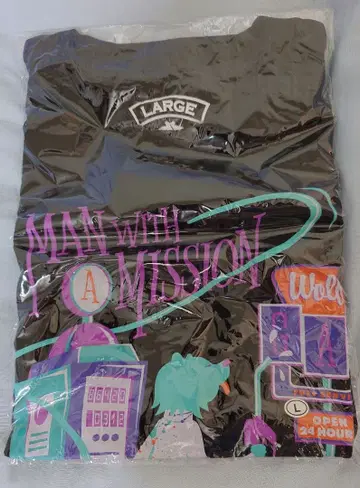 LARGE
MAN WITH
A MISSION
Wolf
L
OPEN
24 HOUR